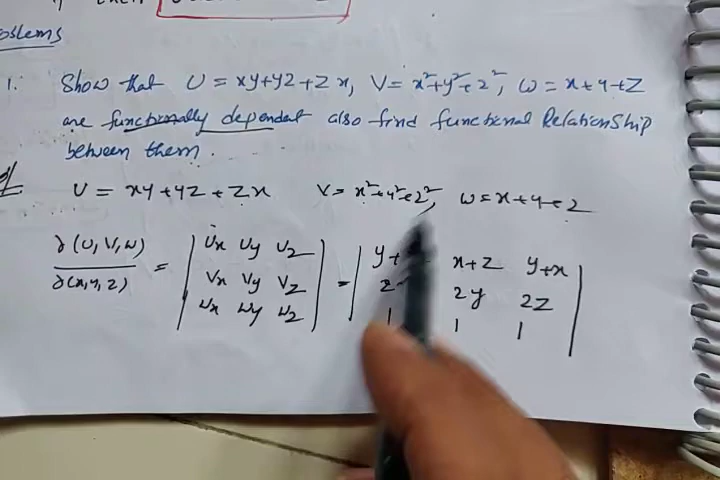 oslems
1. Show that U = xy+yz+zx, V = x²+y²+z², w = x+y+z
are functionally dependent also find functional Relationship
between them.
U = xy+yz+zx V = x²+y²+z², w = x+y+z
∂(U,V,W) / ∂(x,y,z) = | Ux Uy Uz | = | y+ x+z y+x |
| Vx Vy Vz | | 2 2y 2z |
| Wx Wy Wz | | 1 1 1 |